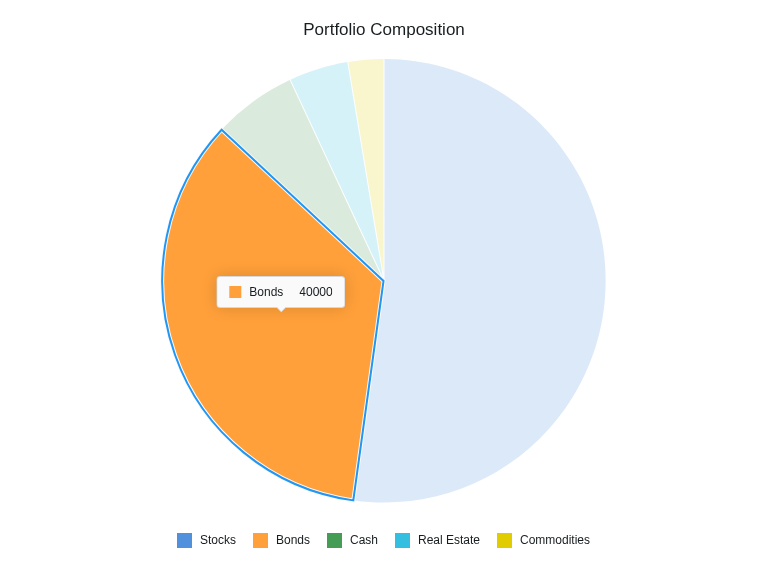 Portfolio Composition
Bonds 40000
Stocks Bonds Cash Real Estate Commodities